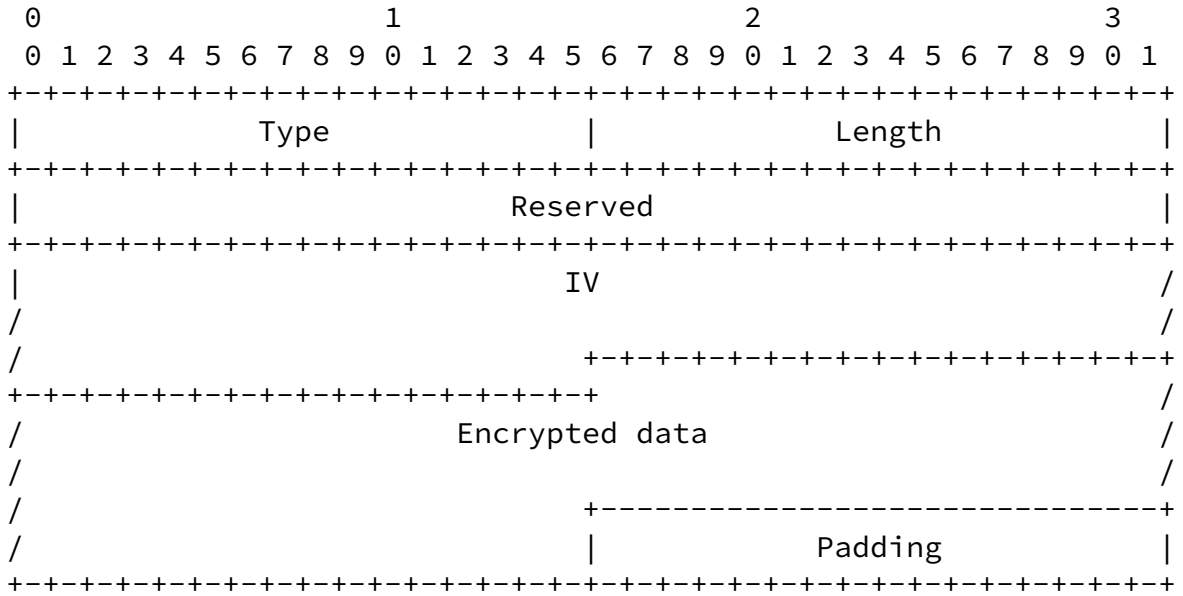 0                   1                   2                   3
 0 1 2 3 4 5 6 7 8 9 0 1 2 3 4 5 6 7 8 9 0 1 2 3 4 5 6 7 8 9 0 1
+-+-+-+-+-+-+-+-+-+-+-+-+-+-+-+-+-+-+-+-+-+-+-+-+-+-+-+-+-+-+-+-+
|             Type              |             Length            |
+-+-+-+-+-+-+-+-+-+-+-+-+-+-+-+-+-+-+-+-+-+-+-+-+-+-+-+-+-+-+-+-+
|                           Reserved                            |
+-+-+-+-+-+-+-+-+-+-+-+-+-+-+-+-+-+-+-+-+-+-+-+-+-+-+-+-+-+-+-+-+
|                              IV                               /
/                                                               /
/                               +-+-+-+-+-+-+-+-+-+-+-+-+-+-+-+-+
+-+-+-+-+-+-+-+-+-+-+-+-+-+-+-+-+                               /
/                        Encrypted data                         /
/                                                               /
/                               +-------------------------------+
/                               |            Padding            |
+-+-+-+-+-+-+-+-+-+-+-+-+-+-+-+-+-+-+-+-+-+-+-+-+-+-+-+-+-+-+-+-+